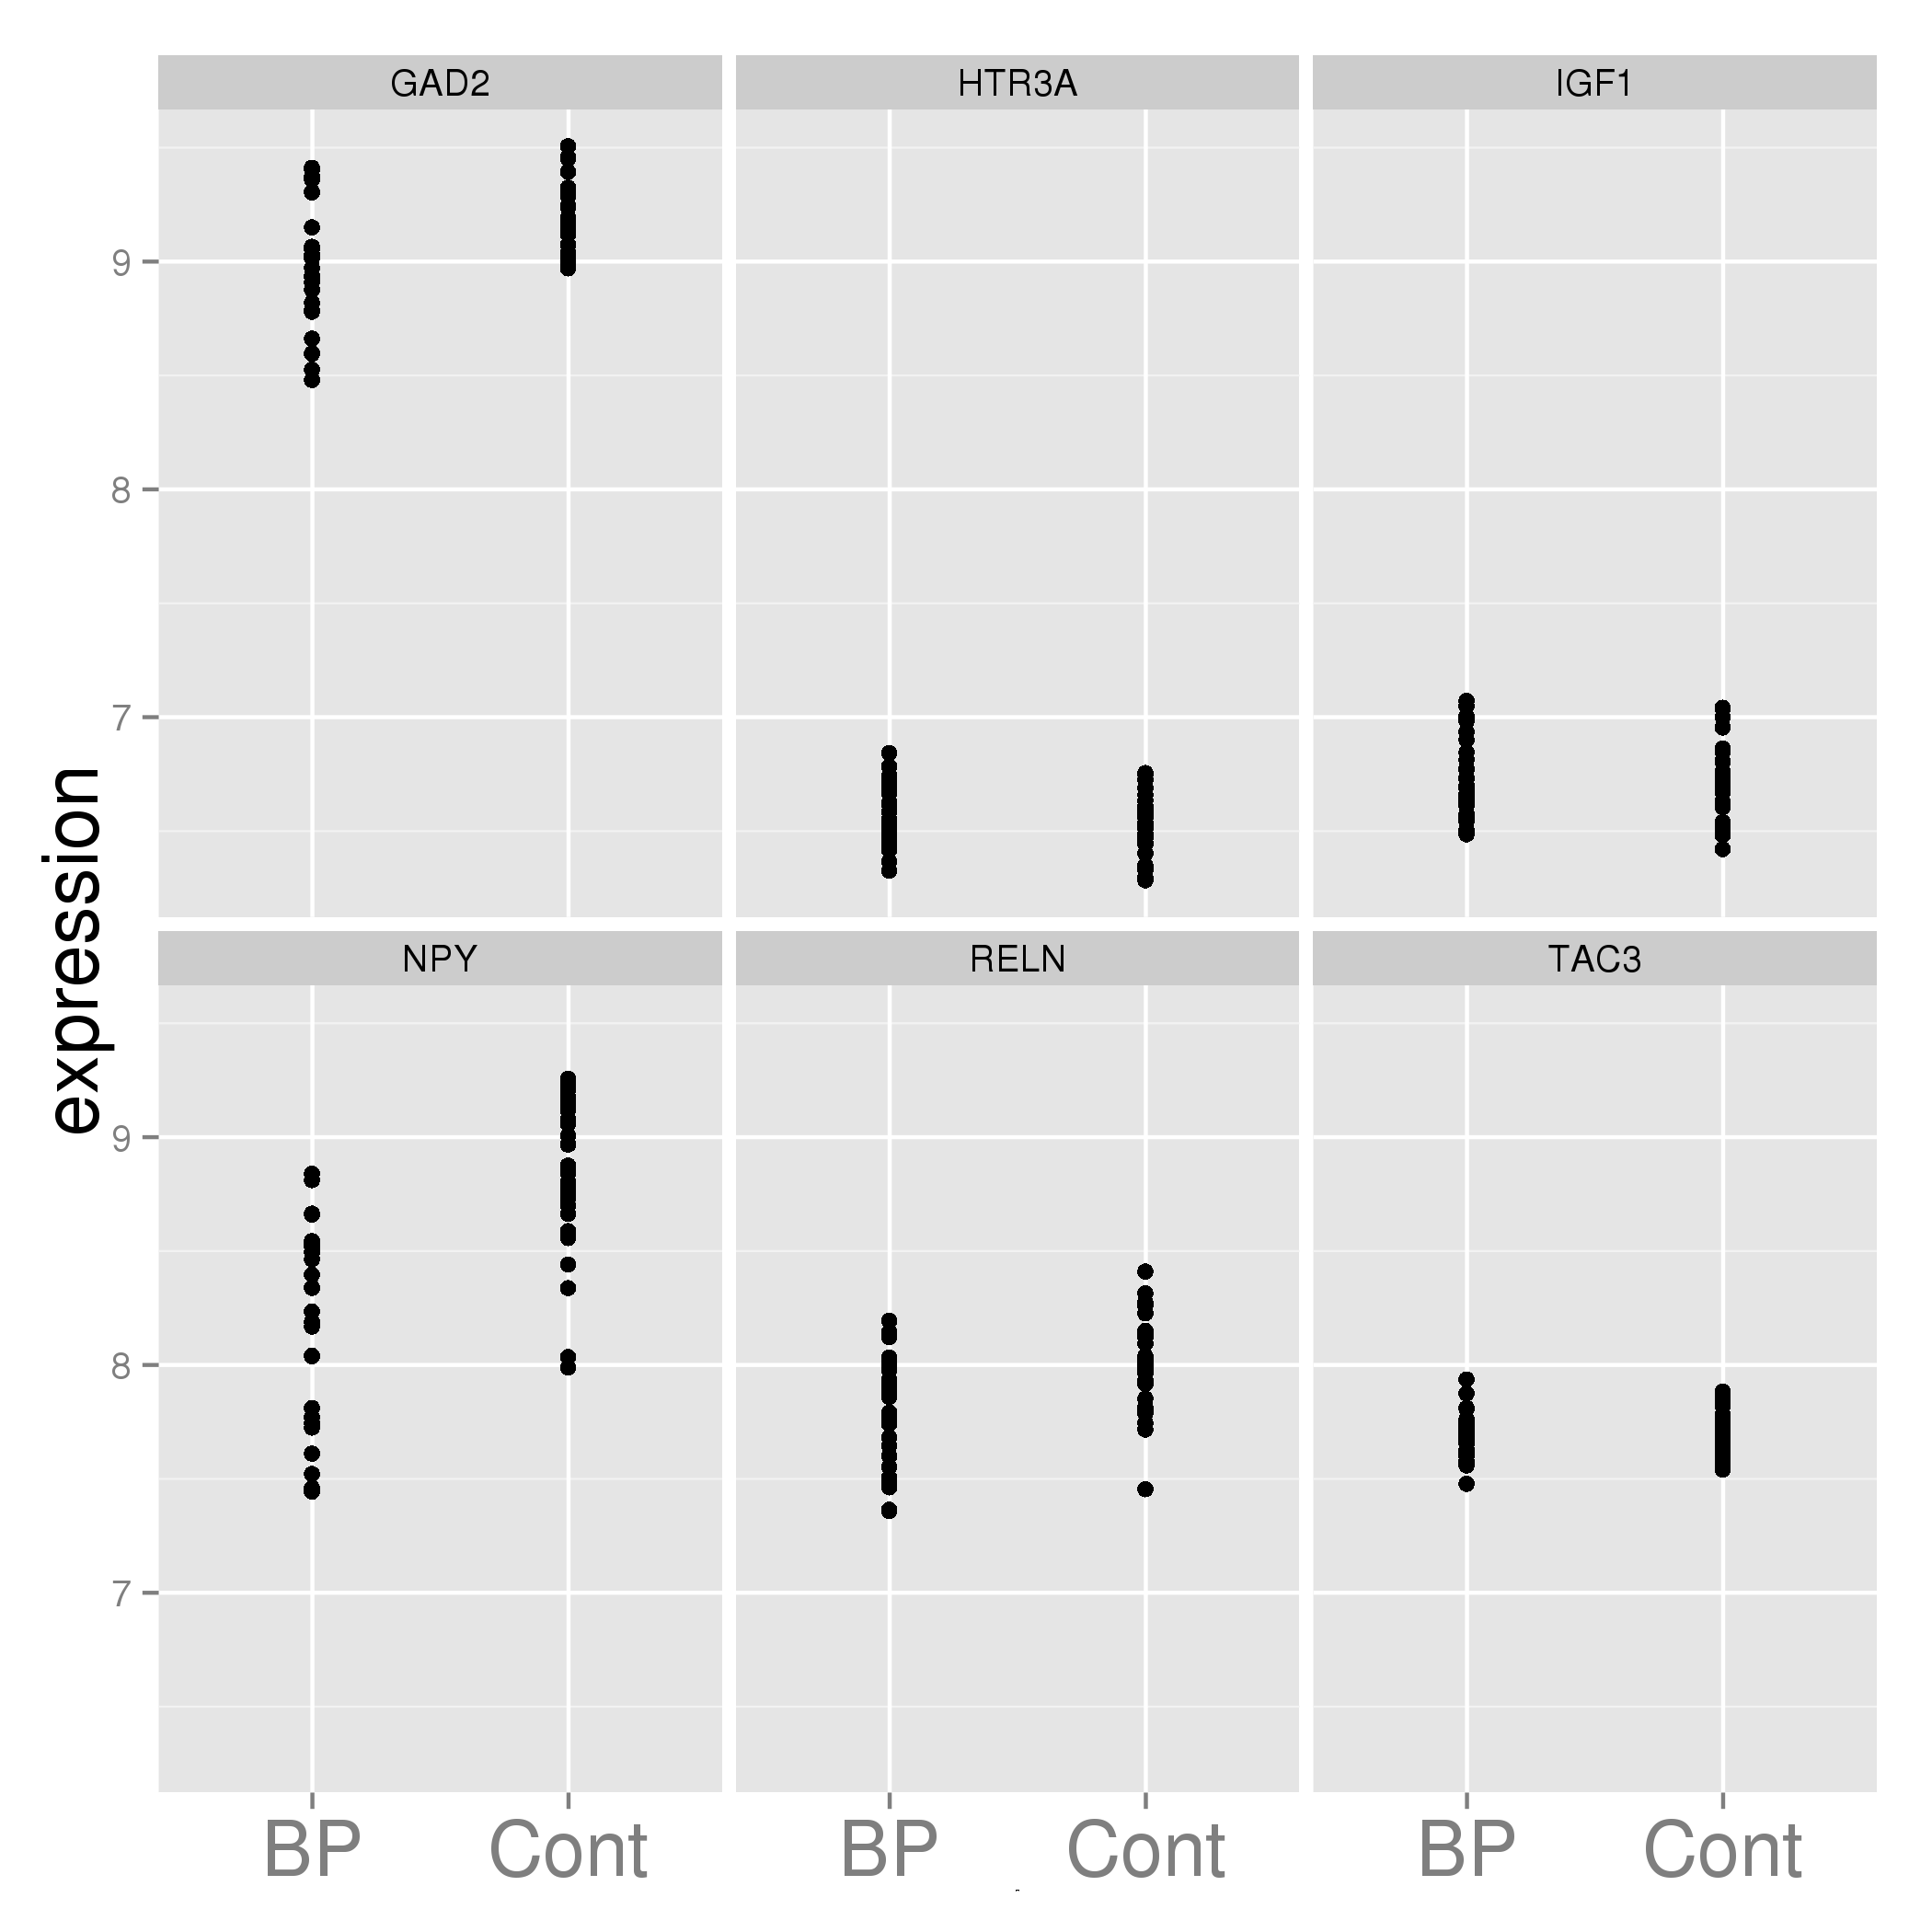 GAD2 HTR3A IGF1
9
8
7
expression
NPY RELN TAC3
9
8
7
BP Cont BP Cont BP Cont